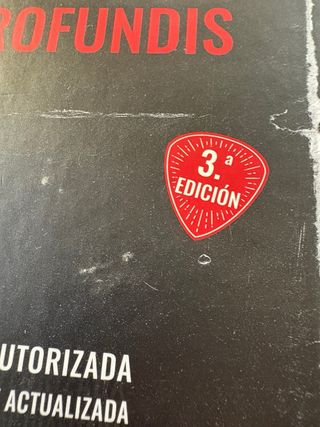 ROFUNDIS
3.ª
EDICIÓN
UTORIZADA
ACTUALIZADA